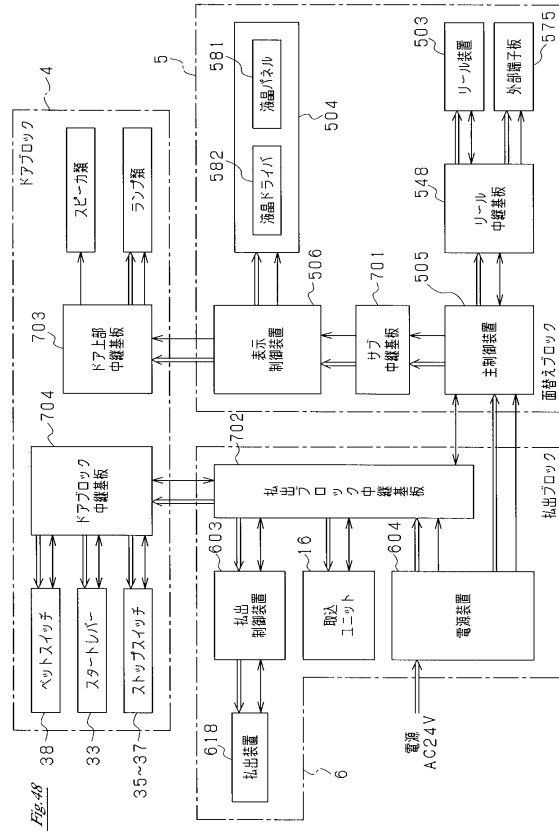 Fig.48
ドアブロック
4
ベットスイッチ
38
スタートレバー
33
ストップスイッチ
35~37
ドアブロック
中継基板
704
ドア上部
中継基板
703
スピーカ類
ランプ類
払出ブロック
6
払出装置
618
払出
制御装置
603
取込
ユニット
16
電源装置
604
電源
AC24V
払出ブロック中継基板
702
面替えブロック
5
表示
制御装置
506
サブ
中継基板
701
主制御装置
505
液晶ドライバ
582
液晶パネル
581
504
リール
中継基板
548
リール装置
503
外部端子板
575